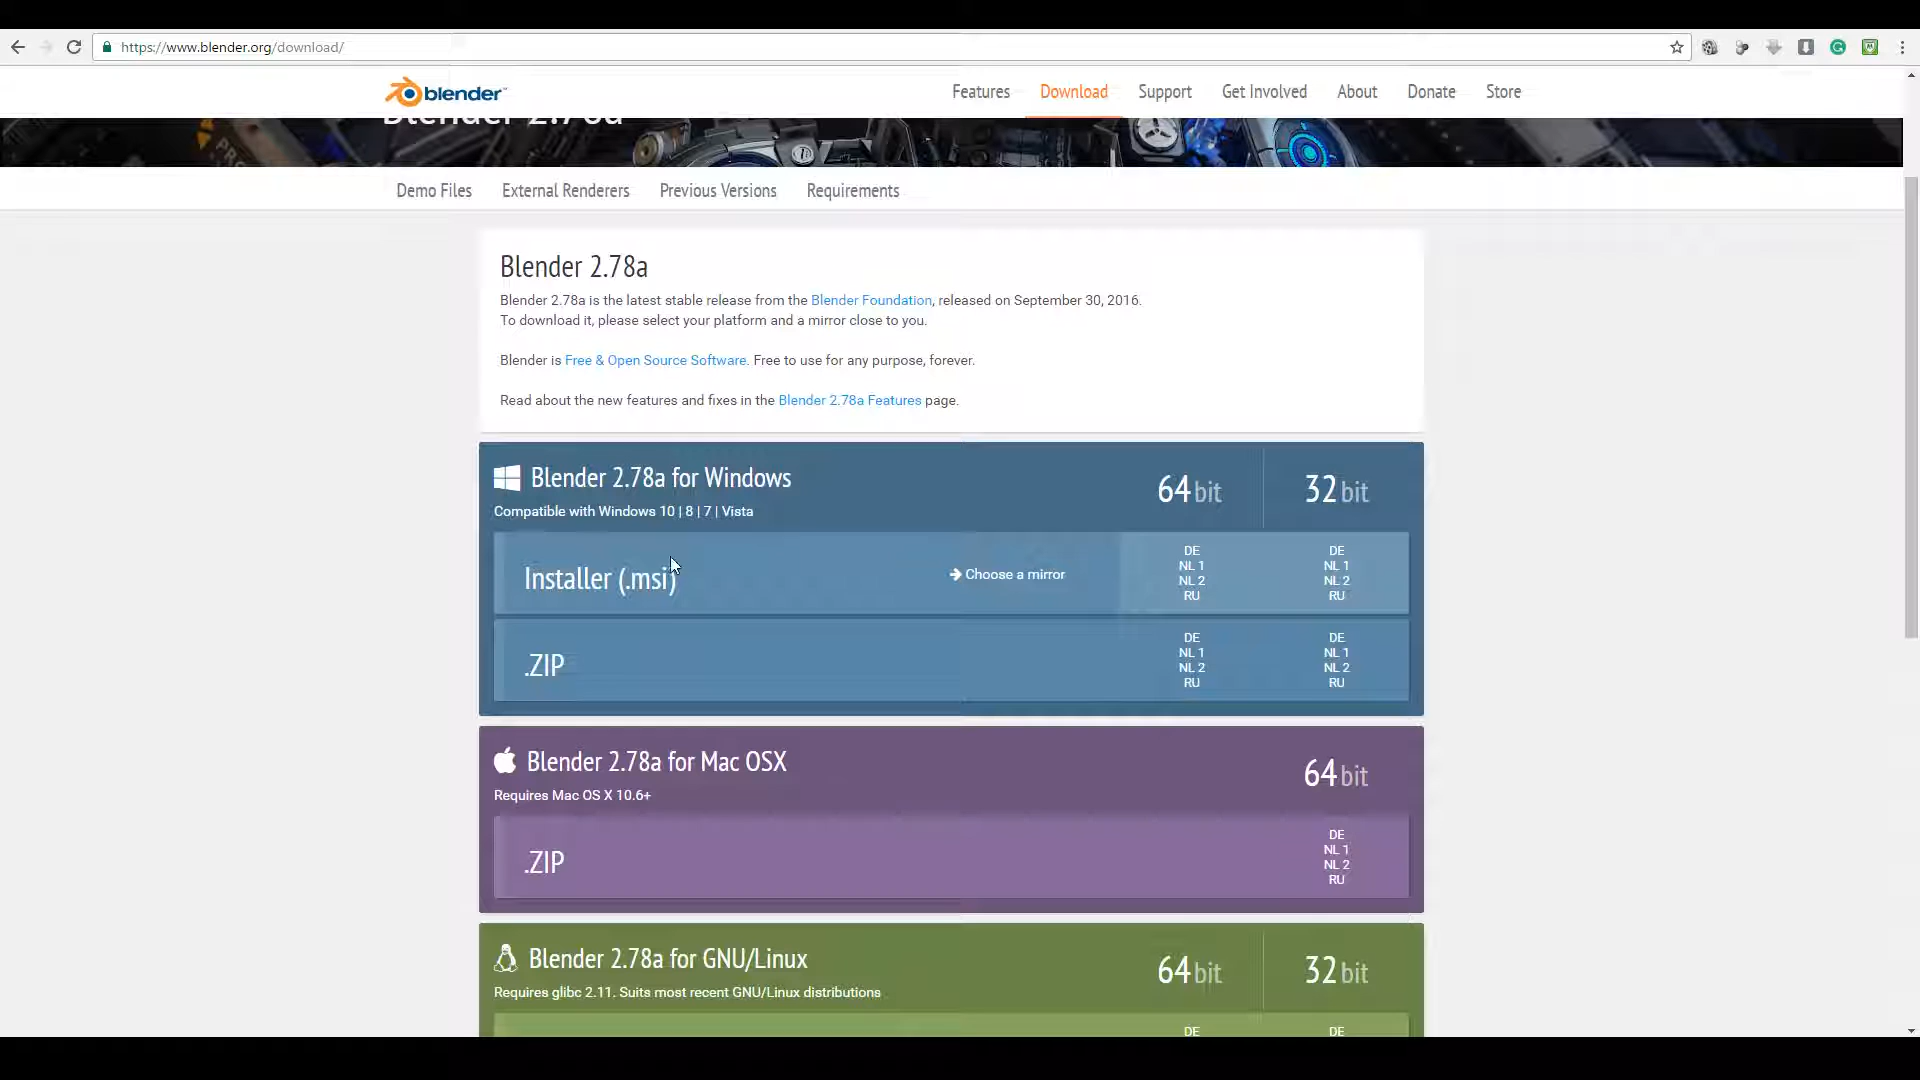 https://www.blender.org/download/
blender
Features Download Support Get Involved About Donate Store
Blender 2.78a
Demo Files External Renderers Previous Versions Requirements
Blender 2.78a
Blender 2.78a is the latest stable release from the Blender Foundation, released on September 30, 2016.
To download it, please select your platform and a mirror close to you.
Blender is Free & Open Source Software. Free to use for any purpose, forever.
Read about the new features and fixes in the Blender 2.78a Features page.
Blender 2.78a for Windows
64 bit 32 bit
Compatible with Windows 10 | 8 | 7 | Vista
Installer (.msi)
Choose a mirror
DE DE
NL 1 NL 1
NL 2 NL 2
RU RU
.ZIP
DE DE
NL 1 NL 1
NL 2 NL 2
RU RU
Blender 2.78a for Mac OSX
64 bit
Requires Mac OS X 10.6+
.ZIP
DE
NL 1
NL 2
RU
Blender 2.78a for GNU/Linux
64 bit 32 bit
Requires glibc 2.11. Suits most recent GNU/Linux distributions
DE DE